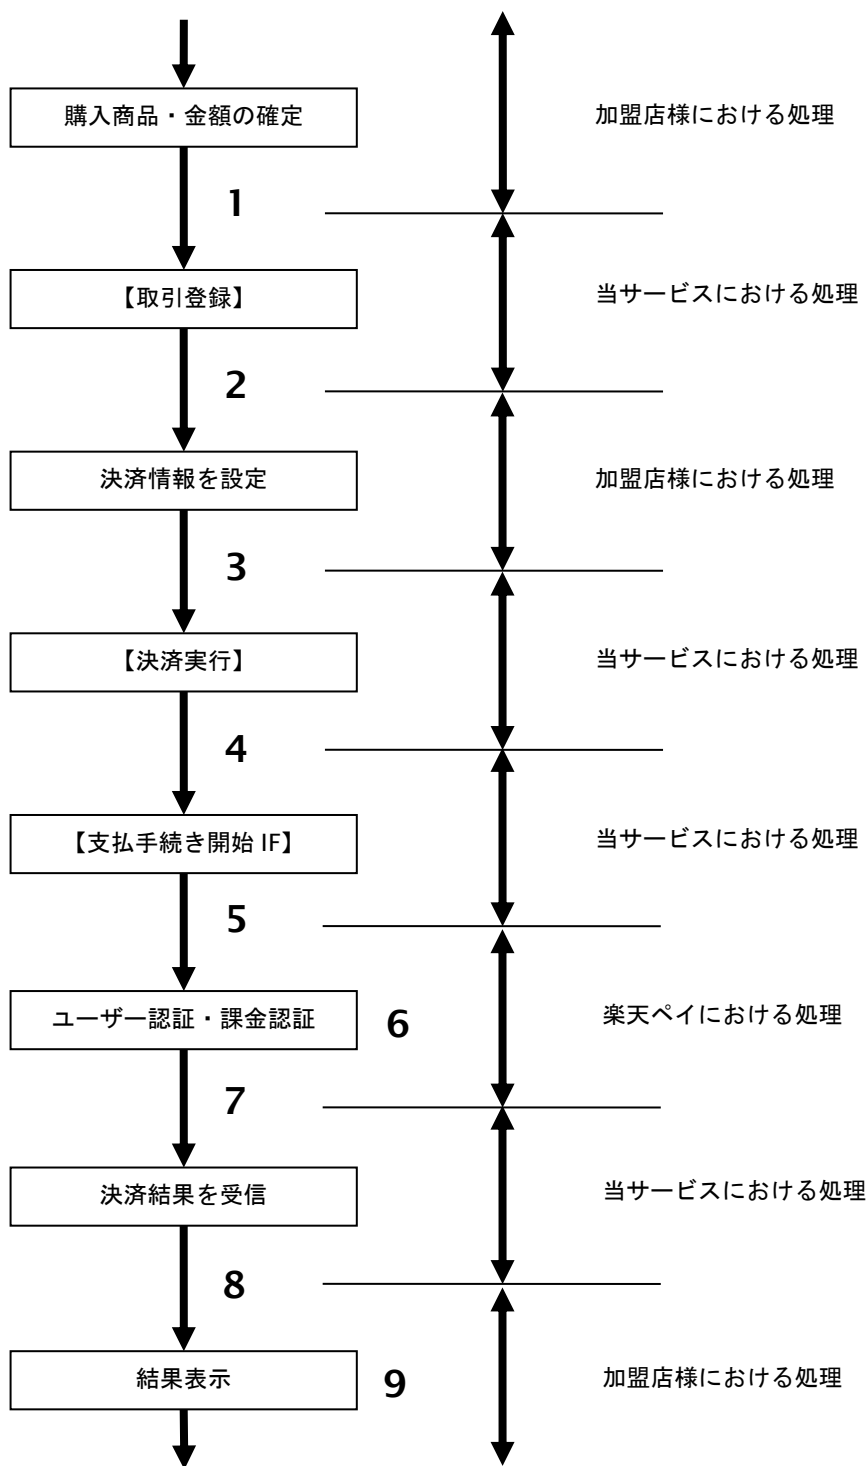 購入商品・金額の確定
加盟店様における処理
1
【取引登録】
当サービスにおける処理
2
決済情報を設定
加盟店様における処理
3
【決済実行】
当サービスにおける処理
4
【支払手続き開始 IF】
当サービスにおける処理
5
ユーザー認証・課金認証
6
楽天ペイにおける処理
7
決済結果を受信
当サービスにおける処理
8
結果表示
9
加盟店様における処理